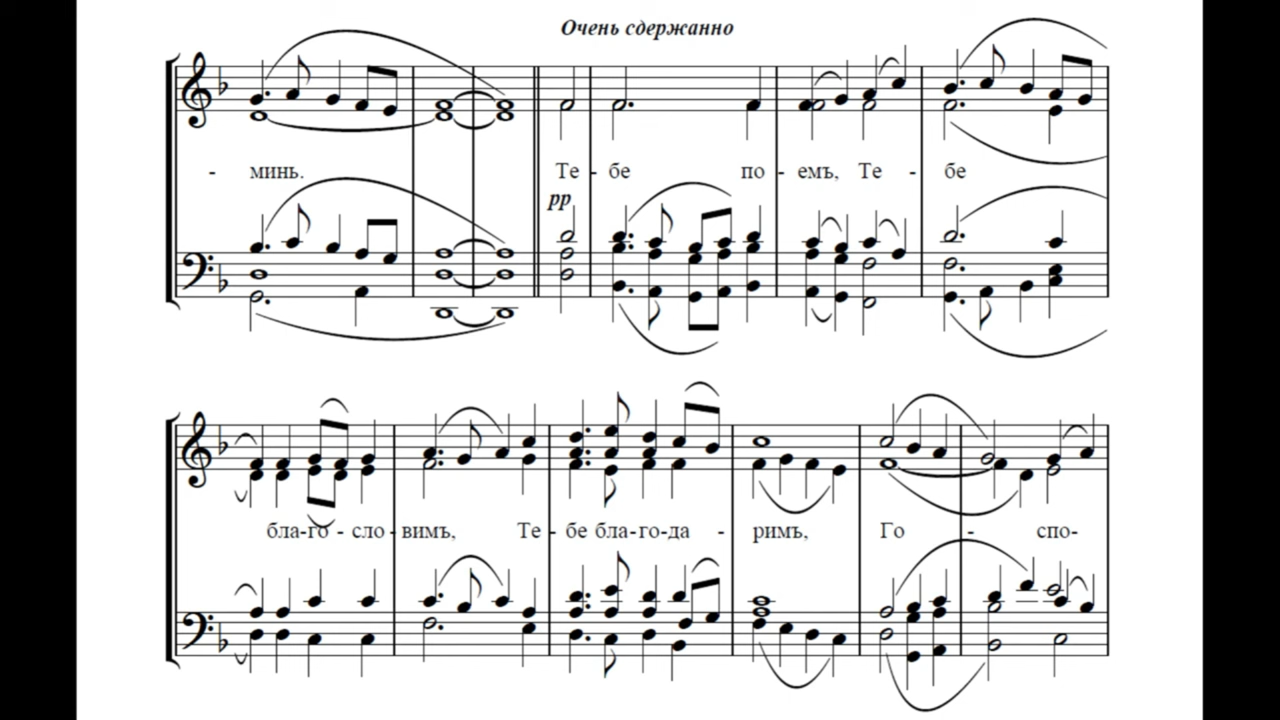 Очень сдержанно
- минь. Те - бе по - емъ, Те - бе
pp
бла-го - сло - вимъ, Те - бе бла-го-да - римъ, Го - спо-